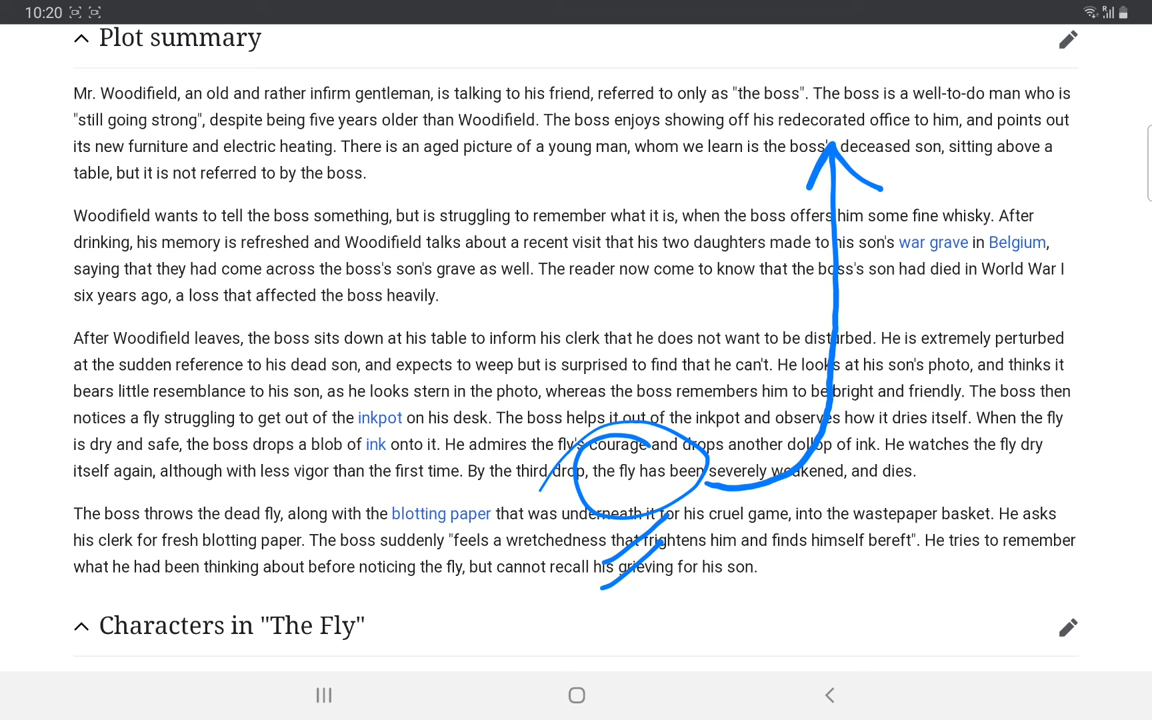 10:20
Plot summary
Mr. Woodifield, an old and rather infirm gentleman, is talking to his friend, referred to only as "the boss". The boss is a well-to-do man who is
"still going strong", despite being five years older than Woodifield. The boss enjoys showing off his redecorated office to him, and points out
its new furniture and electric heating. There is an aged picture of a young man, whom we learn is the boss's deceased son, sitting above a
table, but it is not referred to by the boss.
Woodifield wants to tell the boss something, but is struggling to remember what it is, when the boss offers him some fine whisky. After
drinking, his memory is refreshed and Woodifield talks about a recent visit that his two daughters made to his son's war grave in Belgium,
saying that they had come across the boss's son's grave as well. The reader now come to know that the boss's son had died in World War I
six years ago, a loss that affected the boss heavily.
After Woodifield leaves, the boss sits down at his table to inform his clerk that he does not want to be disturbed. He is extremely perturbed
at the sudden reference to his dead son, and expects to weep but is surprised to find that he can't. He looks at his son's photo, and thinks it
bears little resemblance to his son, as he looks stern in the photo, whereas the boss remembers him to be bright and friendly. The boss then
notices a fly struggling to get out of the inkpot on his desk. The boss helps it out of the inkpot and observes how it dries itself. When the fly
is dry and safe, the boss drops a blob of ink onto it. He admires the fly's courage and drops another dollop of ink. He watches the fly dry
itself again, although with less vigor than the first time. By the third drop, the fly has been severely weakened, and dies.
The boss throws the dead fly, along with the blotting paper that was underneath it for his cruel game, into the wastepaper basket. He asks
his clerk for fresh blotting paper. The boss suddenly "feels a wretchedness that frightens him and finds himself bereft". He tries to remember
what he had been thinking about before noticing the fly, but cannot recall his grieving for his son.
Characters in "The Fly"